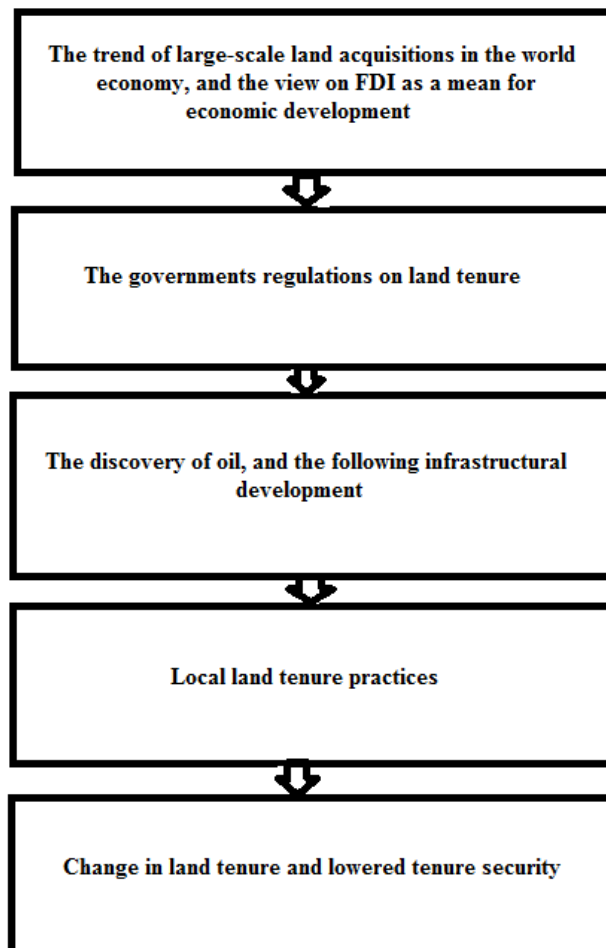 The trend of large-scale land acquisitions in the world
economy, and the view on FDI as a mean for
economic development
The governments regulations on land tenure
The discovery of oil, and the following infrastructural
development
Local land tenure practices
Change in land tenure and lowered tenure security